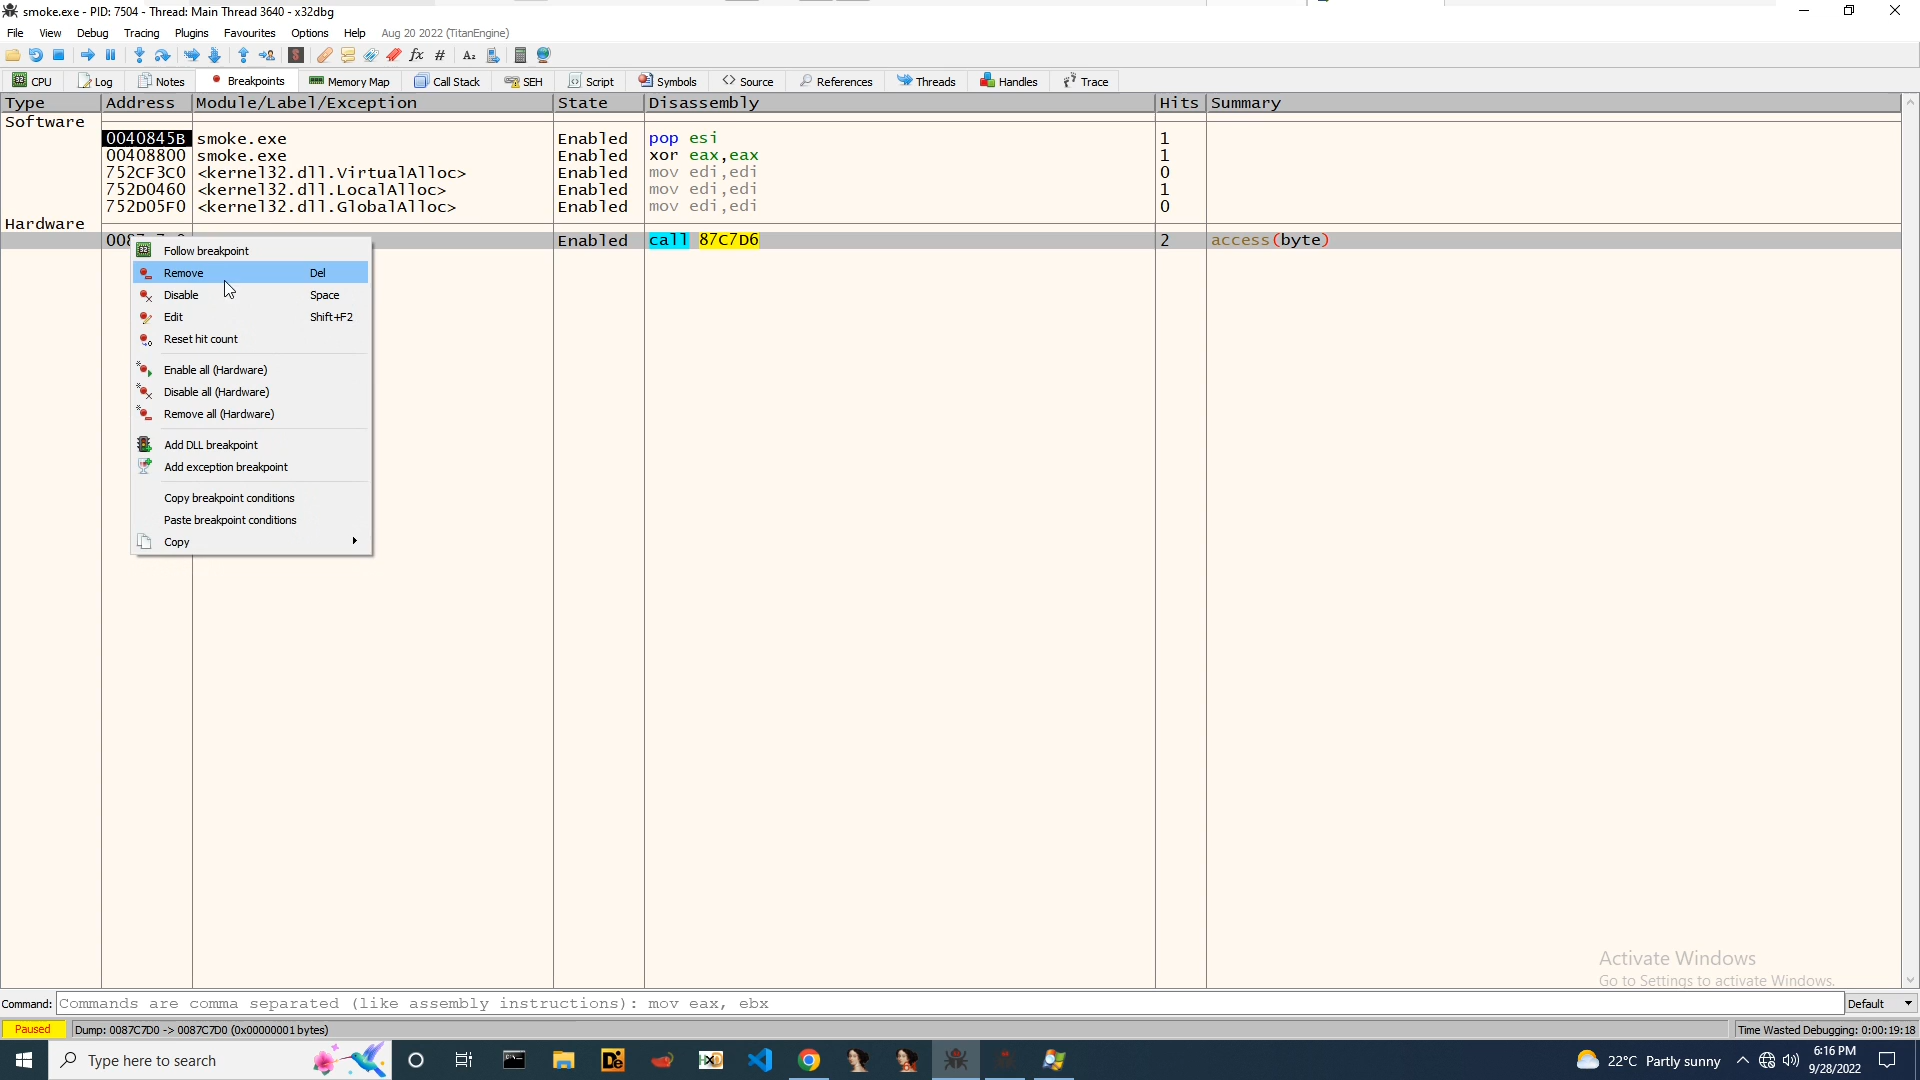 smoke.exe - PID: 7504 - Thread: Main Thread 3640 - x32dbg
File View Debug Tracing Plugins Favourites Options Help Aug 20 2022 (TitanEngine)
CPU Log Notes Breakpoints Memory Map Call Stack SEH Script Symbols Source References Threads Handles Trace
Type Address Module/Label/Exception State Disassembly Hits Summary
Software
0040845B smoke.exe Enabled pop esi 1
00408800 smoke.exe Enabled xor eax,eax 1
752CF3C0 <kernel32.dll.VirtualAlloc> Enabled mov edi,edi 0
752D0460 <kernel32.dll.LocalAlloc> Enabled mov edi,edi 1
752D05F0 <kernel32.dll.GlobalAlloc> Enabled mov edi,edi 0
Hardware
Enabled call 87C7D6 2 access(byte)
Follow breakpoint
Remove Del
Disable Space
Edit Shift+F2
Reset hit count
Enable all (Hardware)
Disable all (Hardware)
Remove all (Hardware)
Add DLL breakpoint
Add exception breakpoint
Copy breakpoint conditions
Paste breakpoint conditions
Copy
Activate Windows
Go to Settings to activate Windows.
Command: Commands are comma separated (like assembly instructions): mov eax, ebx Default
Paused Dump: 0087C7D0 -> 0087C7D0 (0x00000001 bytes) Time Wasted Debugging: 0:00:19:18
Type here to search 22°C Partly sunny 6:16 PM
9/28/2022